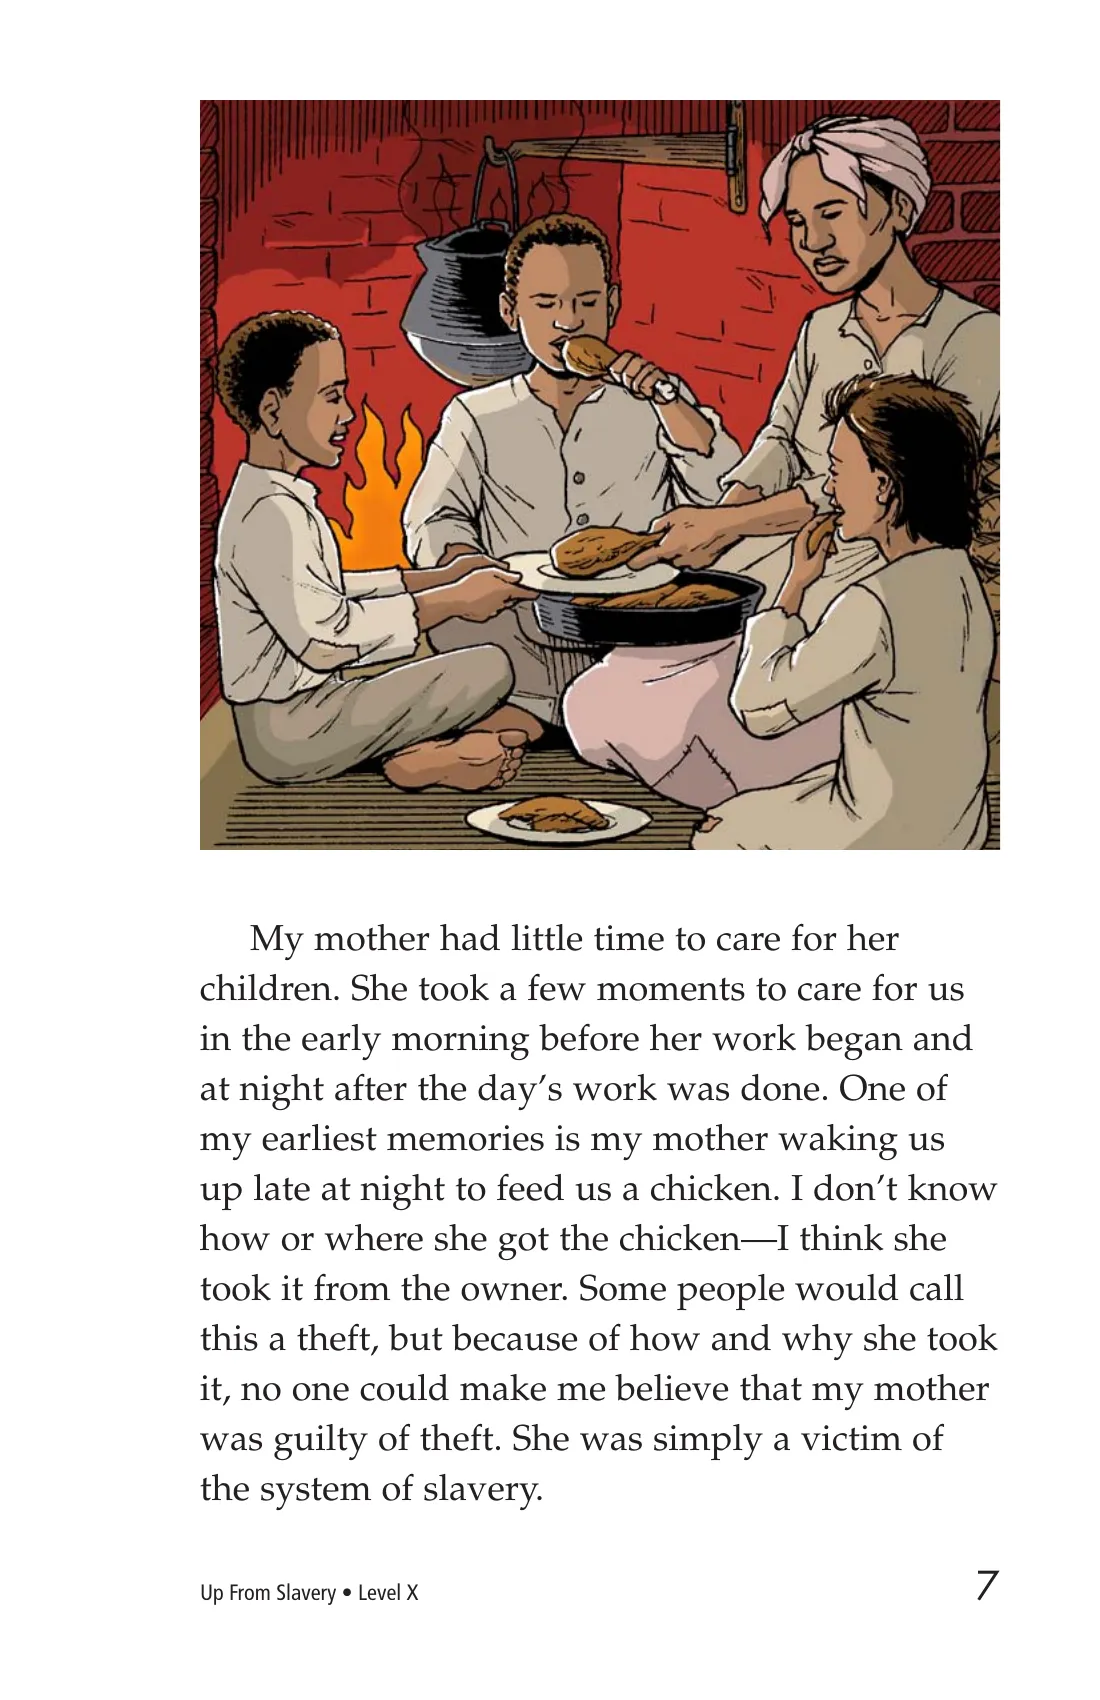 My mother had little time to care for her
children. She took a few moments to care for us
in the early morning before her work began and
at night after the day’s work was done. One of
my earliest memories is my mother waking us
up late at night to feed us a chicken. I don’t know
how or where she got the chicken—I think she
took it from the owner. Some people would call
this a theft, but because of how and why she took
it, no one could make me believe that my mother
was guilty of theft. She was simply a victim of
the system of slavery.
Up From Slavery • Level X
7